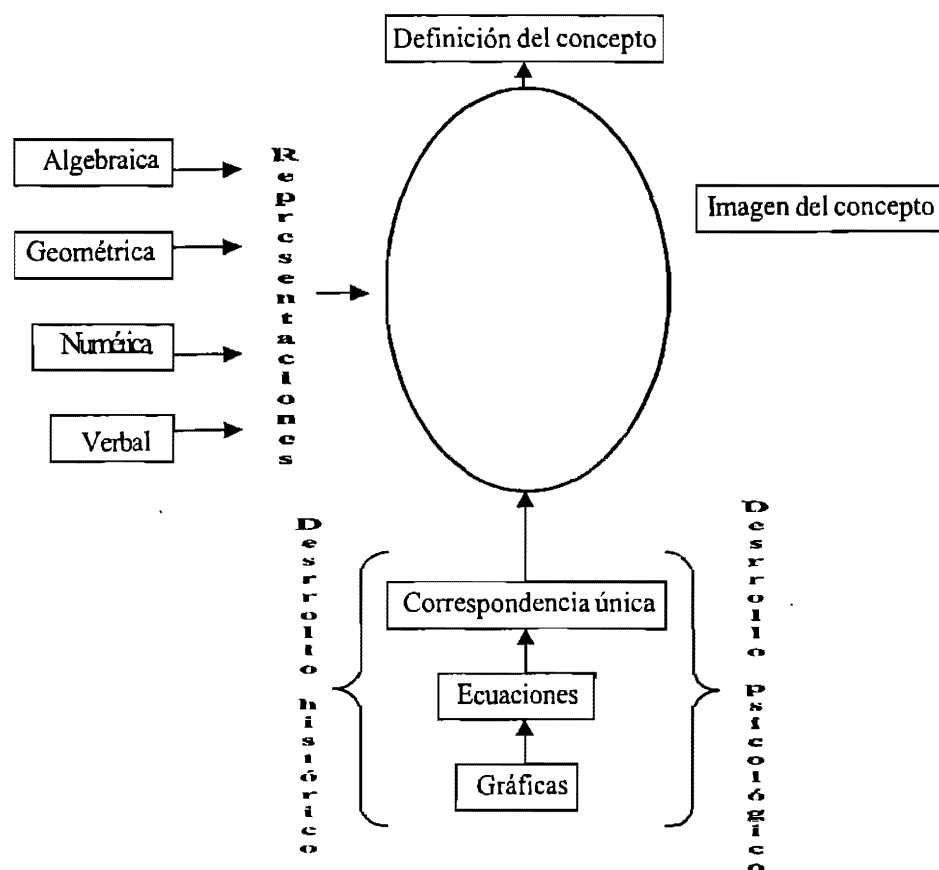 Definición del concepto
Algebraica
Geométrica
Numérica
Verbal
Representaciones
Imagen del concepto
Desrrollo histórico
Correspondencia única
Ecuaciones
Gráficas
Desrrollo psicológico